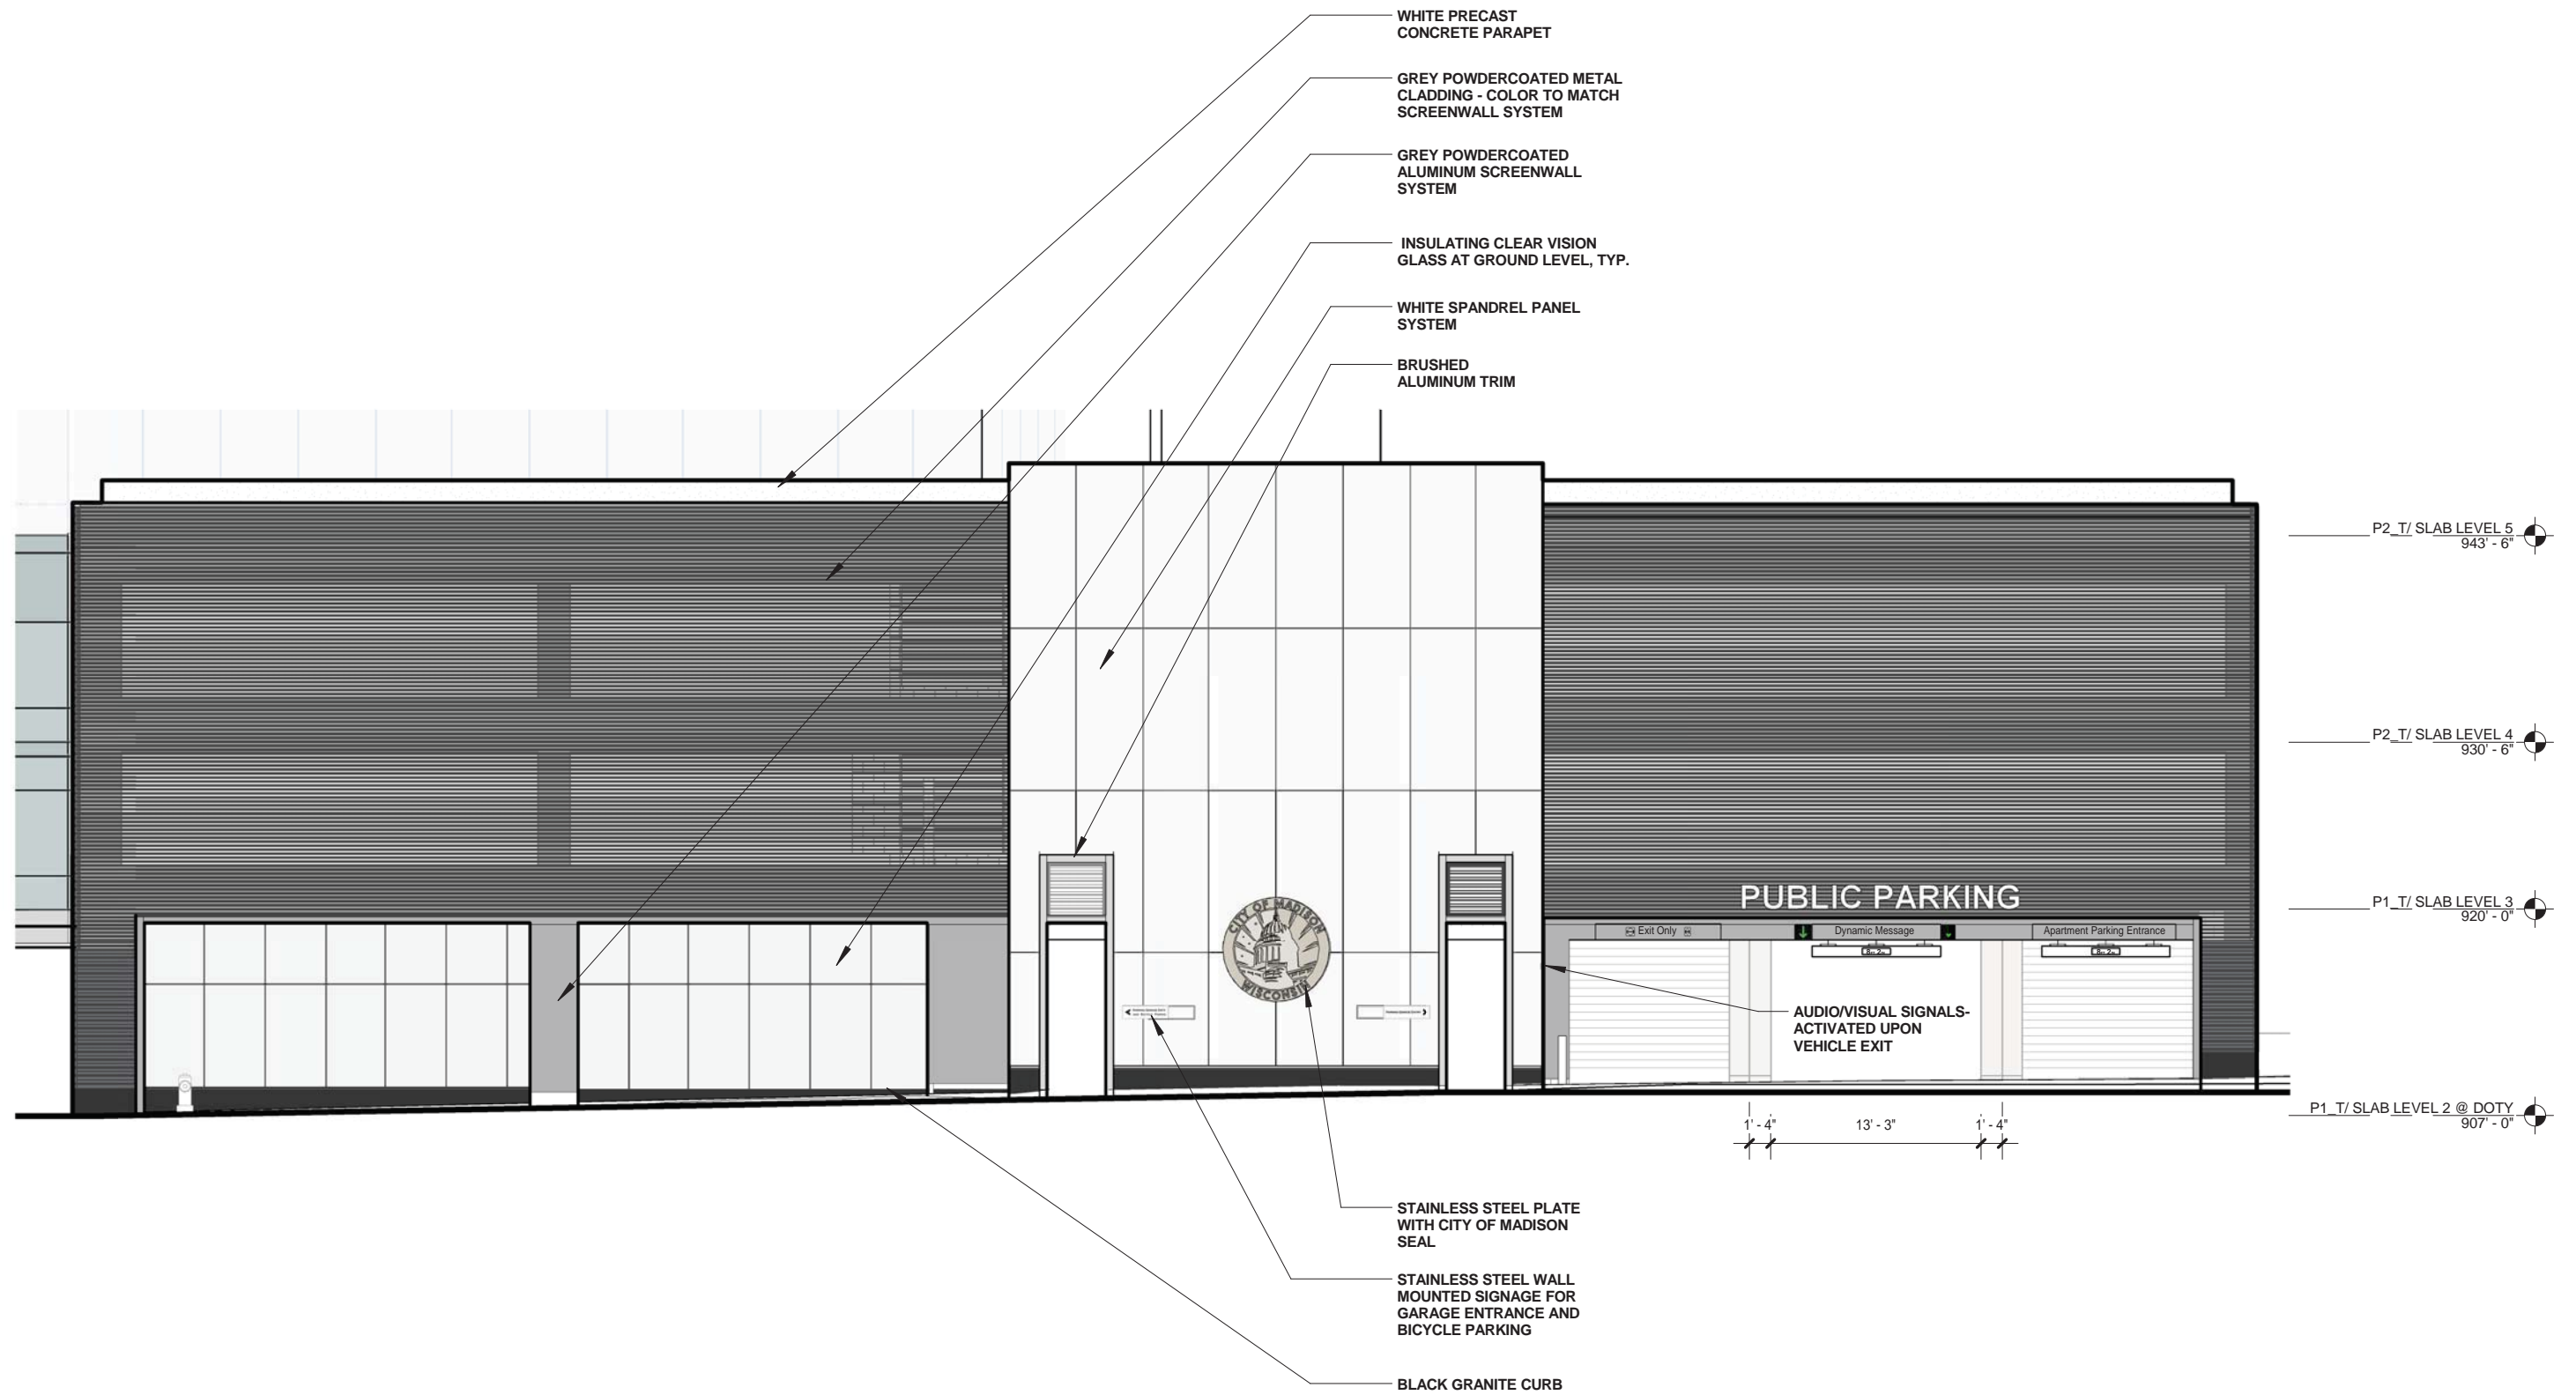 WHITE PRECAST
CONCRETE PARAPET
GREY POWDERCOATED METAL
CLADDING - COLOR TO MATCH
SCREENWALL SYSTEM
GREY POWDERCOATED
ALUMINUM SCREENWALL
SYSTEM
INSULATING CLEAR VISION
GLASS AT GROUND LEVEL, TYP.
WHITE SPANDREL PANEL
SYSTEM
BRUSHED
ALUMINUM TRIM
P2_T/ SLAB LEVEL 5
943' - 6"
P2_T/ SLAB LEVEL 4
930' - 6"
P1_T/ SLAB LEVEL 3
920' - 0"
PUBLIC PARKING
CITY OF MADISON
WISCONSIN
Exit Only
Dynamic Message
Apartment Parking Entrance
AUDIO/VISUAL SIGNALS-
ACTIVATED UPON
VEHICLE EXIT
P1_T/ SLAB LEVEL 2 @ DOTY
907' - 0"
1' - 4"
13' - 3"
1' - 4"
STAINLESS STEEL PLATE
WITH CITY OF MADISON
SEAL
STAINLESS STEEL WALL
MOUNTED SIGNAGE FOR
GARAGE ENTRANCE AND
BICYCLE PARKING
BLACK GRANITE CURB